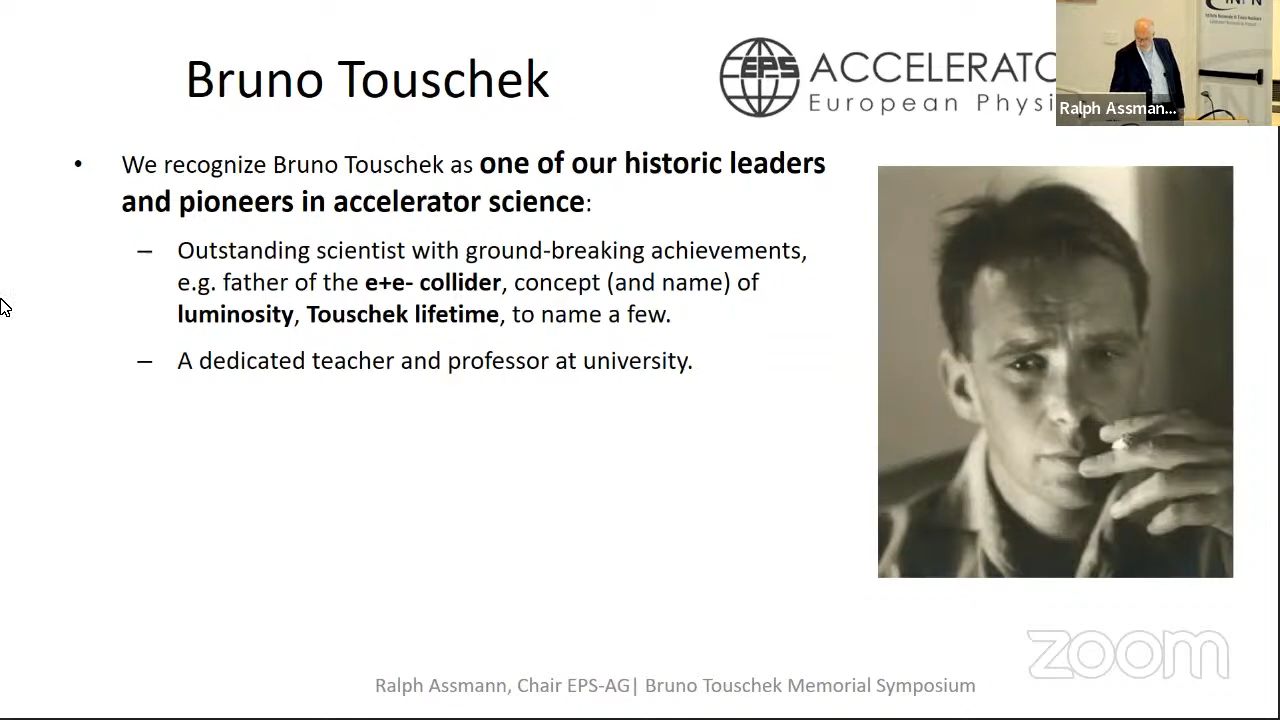 Bruno Touschek
EPS ACCELERATO
European Physi
INFN
Ralph Assman...
• We recognize Bruno Touschek as one of our historic leaders
and pioneers in accelerator science:
– Outstanding scientist with ground-breaking achievements,
e.g. father of the e+e- collider, concept (and name) of
luminosity, Touschek lifetime, to name a few.
– A dedicated teacher and professor at university.
zoom
Ralph Assmann, Chair EPS-AG| Bruno Touschek Memorial Symposium